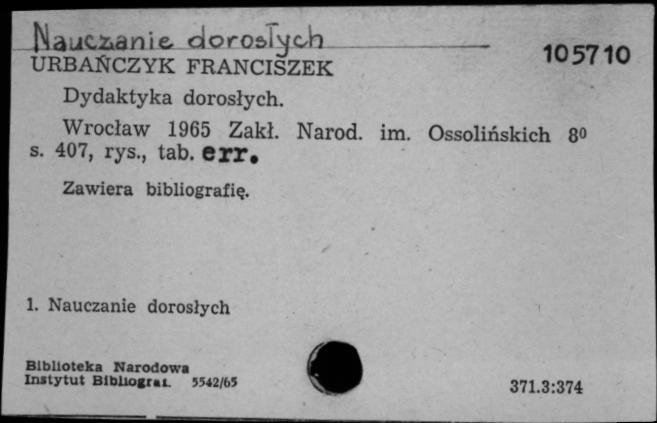 Nauczanie dorosłych
105710
URBAŃCZYK FRANCISZEK
Dydaktyka dorosłych.
Wrocław 1965 Zakł. Narod. im. Ossolińskich 8º
s. 407, rys., tab. err.
Zawiera bibliografię.
1. Nauczanie dorosłych
Biblioteka Narodowa
Instytut Bibliograf. 5542/65
371.3:374